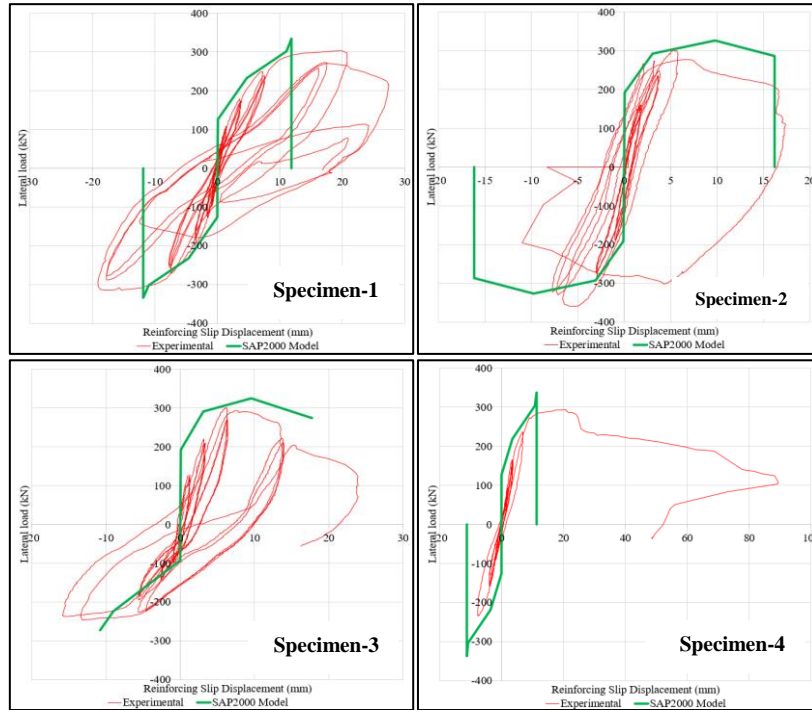 400
300
200
100
0
-30 -20 -10 0 10 20 30
-100
-200
-300
-400
Lateral load (kN)
Specimen-1
Reinforcing Slip Displacement (mm)
Experimental SAP2000 Model
400
300
200
100
0
-20 -15 -10 -5 0 5 10 15 20
-100
-200
-300
-400
Lateral load (kN)
Specimen-2
Reinforcing Slip Displacement (mm)
Experimental SAP2000 Model
400
300
200
100
0
-20 -10 0 10 20 30
-100
-200
-300
-400
Lateral load (kN)
Specimen-3
Reinforcing Slip Displacement (mm)
Experimental SAP2000 Model
400
300
200
100
0
-20 0 20 40 60 80 100
-100
-200
-300
-400
Lateral load (kN)
Specimen-4
Reinforcing Slip Displacement (mm)
Experimental SAP2000 Model